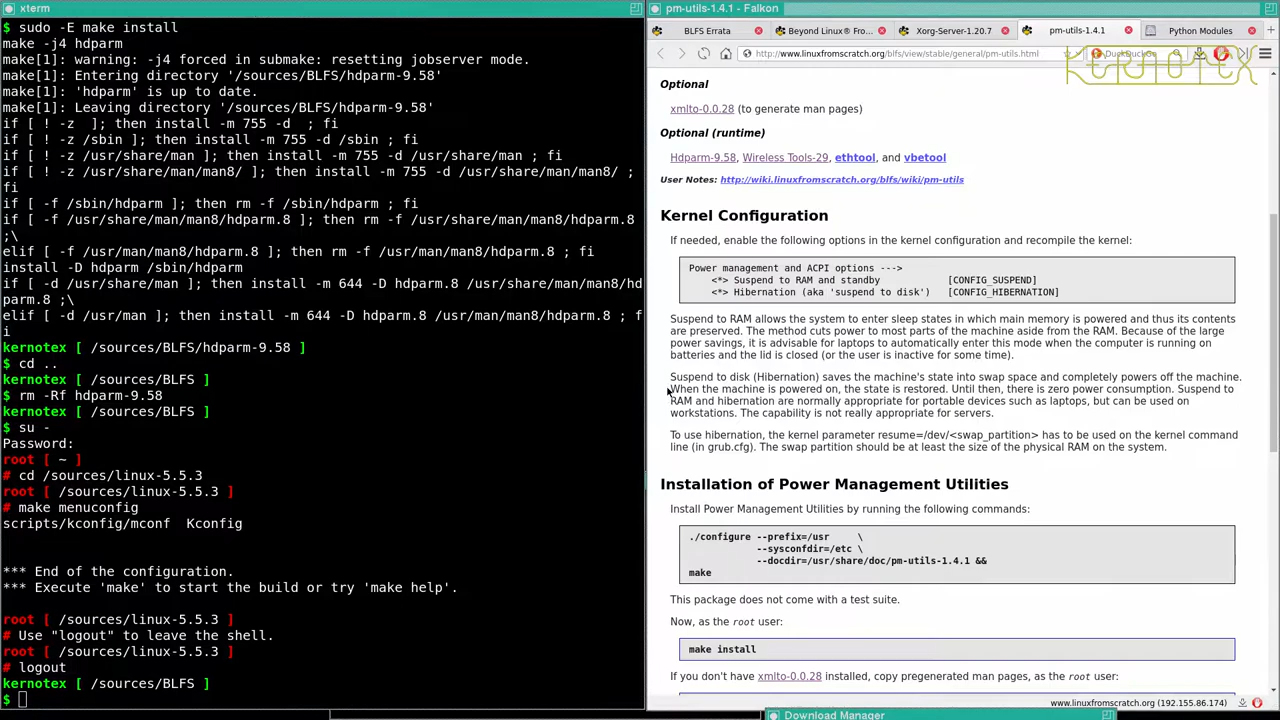 xterm
$ sudo -E make install
make -j4 hdparm
make[1]: warning: -j4 forced in submake: resetting jobserver mode.
make[1]: Entering directory '/sources/BLFS/hdparm-9.58'
make[1]: 'hdparm' is up to date.
make[1]: Leaving directory '/sources/BLFS/hdparm-9.58'
if [ ! -z  ]; then install -m 755 -d  ; fi
if [ ! -z /sbin ]; then install -m 755 -d /sbin ; fi
if [ ! -z /usr/share/man ]; then install -m 755 -d /usr/share/man ; fi
if [ ! -z /usr/share/man/man8/ ]; then install -m 755 -d /usr/share/man/man8/ ;
fi
if [ -f /sbin/hdparm ]; then rm -f /sbin/hdparm ; fi
if [ -f /usr/share/man/man8/hdparm.8 ]; then rm -f /usr/share/man/man8/hdparm.8
;\
elif [ -f /usr/man/man8/hdparm.8 ]; then rm -f /usr/man/man8/hdparm.8 ; fi
install -D hdparm /sbin/hdparm
if [ -d /usr/share/man ]; then install -m 644 -D hdparm.8 /usr/share/man/man8/hd
parm.8 ;\
elif [ -d /usr/man ]; then install -m 644 -D hdparm.8 /usr/man/man8/hdparm.8 ; f
i
kernotex [ /sources/BLFS/hdparm-9.58 ]
$ cd ..
kernotex [ /sources/BLFS ]
$ rm -Rf hdparm-9.58
kernotex [ /sources/BLFS ]
$ su -
Password:
root [ ~ ]
# cd /sources/linux-5.5.3
root [ /sources/linux-5.5.3 ]
# make menuconfig
scripts/kconfig/mconf  Kconfig
*** End of the configuration.
*** Execute 'make' to start the build or try 'make help'.
root [ /sources/linux-5.5.3 ]
# Use "logout" to leave the shell.
root [ /sources/linux-5.5.3 ]
# logout
kernotex [ /sources/BLFS ]
$
pm-utils-1.4.1 - Falkon
BLFS Errata
Beyond Linux® Fro...
Xorg-Server-1.20.7
pm-utils-1.4.1
Python Modules
http://www.linuxfromscratch.org/blfs/view/stable/general/pm-utils.html
DuckDuckGo
KERNOTEX
Optional
xmlto-0.0.28 (to generate man pages)
Optional (runtime)
Hdparm-9.58, Wireless Tools-29, ethtool, and vbetool
User Notes: http://wiki.linuxfromscratch.org/blfs/wiki/pm-utils
Kernel Configuration
If needed, enable the following options in the kernel configuration and recompile the kernel:
Power management and ACPI options --->
<*> Suspend to RAM and standby [CONFIG_SUSPEND]
<*> Hibernation (aka 'suspend to disk') [CONFIG_HIBERNATION]
Suspend to RAM allows the system to enter sleep states in which main memory is powered and thus its contents
are preserved. The method cuts power to most parts of the machine aside from the RAM. Because of the large
power savings, it is advisable for laptops to automatically enter this mode when the computer is running on
batteries and the lid is closed (or the user is inactive for some time).
Suspend to disk (Hibernation) saves the machine's state into swap space and completely powers off the machine.
When the machine is powered on, the state is restored. Until then, there is zero power consumption. Suspend to
RAM and hibernation are normally appropriate for portable devices such as laptops, but can be used on
workstations. The capability is not really appropriate for servers.
To use hibernation, the kernel parameter resume=/dev/<swap_partition> has to be used on the kernel command
line (in grub.cfg). The swap partition should be at least the size of the physical RAM on the system.
Installation of Power Management Utilities
Install Power Management Utilities by running the following commands:
./configure --prefix=/usr \
--sysconfdir=/etc \
--docdir=/usr/share/doc/pm-utils-1.4.1 &&
make
This package does not come with a test suite.
Now, as the root user:
make install
If you don't have xmlto-0.0.28 installed, copy pregenerated man pages, as the root user:
www.linuxfromscratch.org (192.155.86.174)
Download Manager